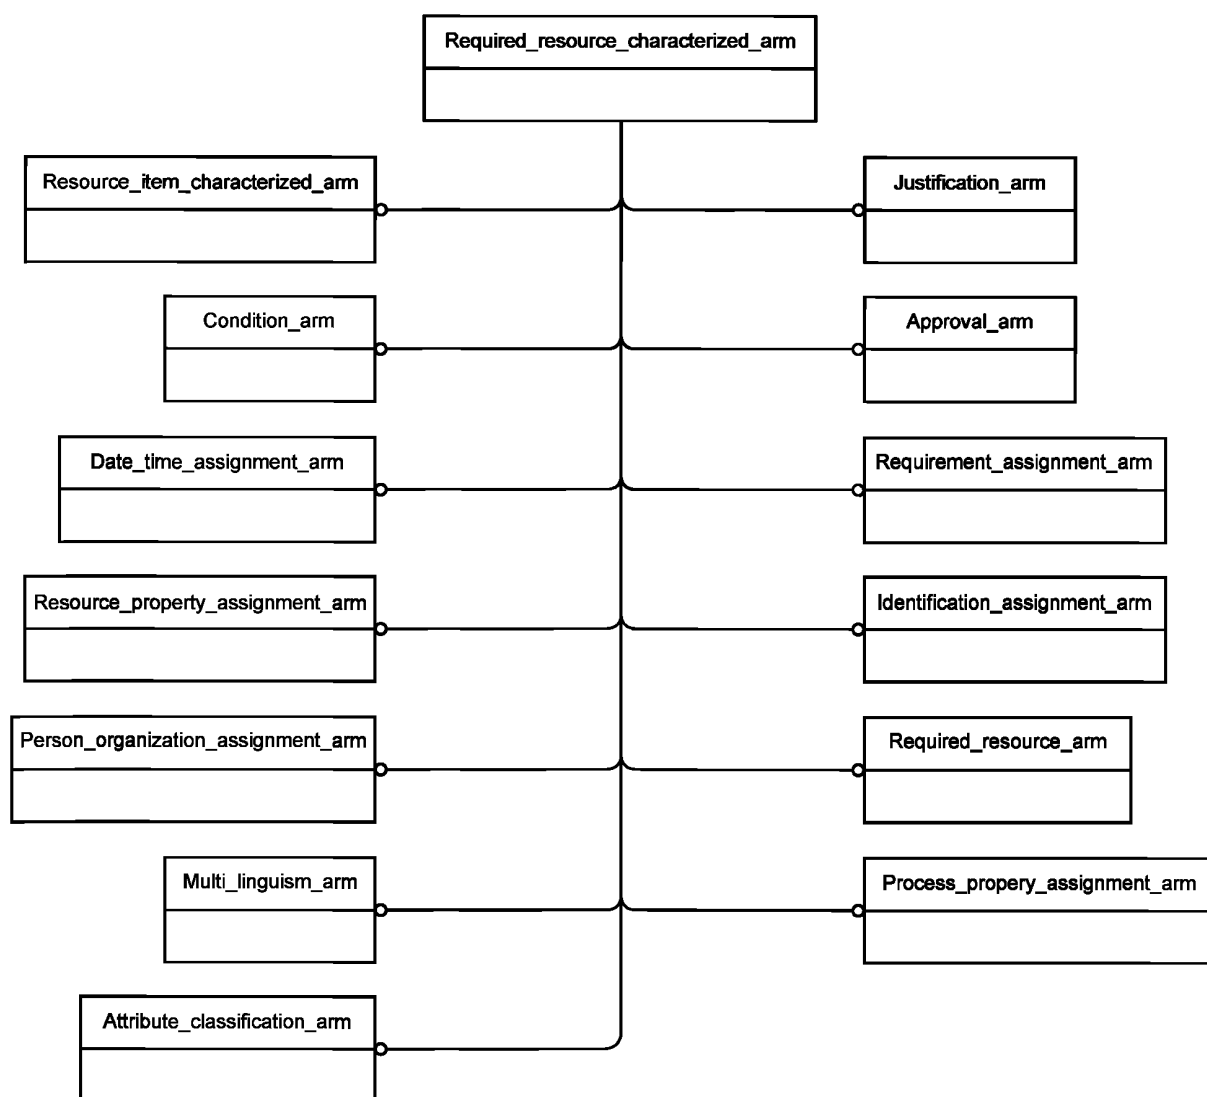 Required_resource_characterized_arm
Resource_item_characterized_arm
Justification_arm
Condition_arm
Approval_arm
Date_time_assignment_arm
Requirement_assignment_arm
Resource_property_assignment_arm
Identification_assignment_arm
Person_organization_assignment_arm
Required_resource_arm
Multi_linguism_arm
Process_propery_assignment_arm
Attribute_classification_arm